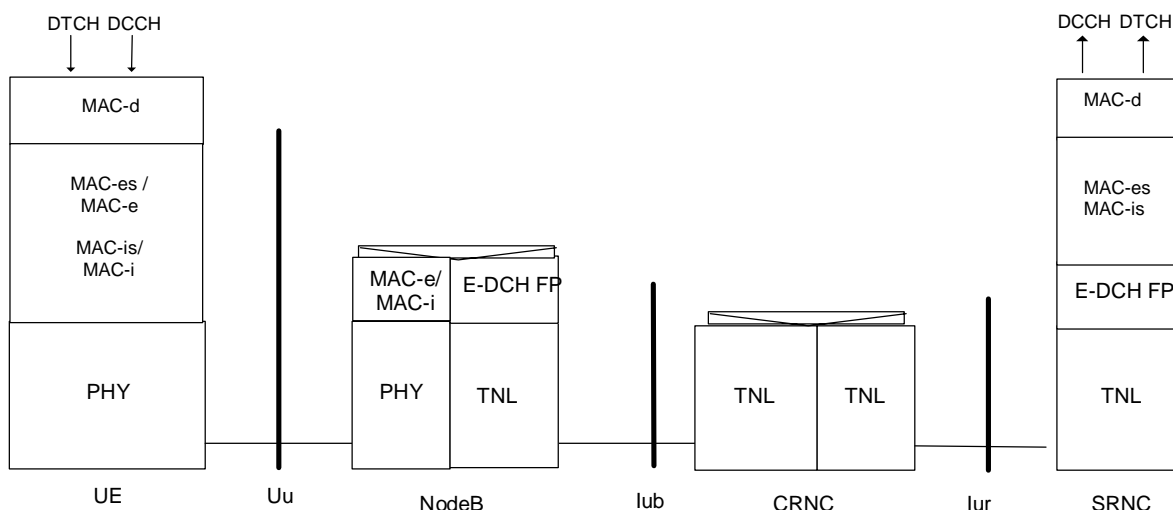 DTCH DCCH
MAC-d
MAC-es /
MAC-e
MAC-is/
MAC-i
PHY
UE
Uu
MAC-e/
MAC-i
E-DCH FP
PHY
TNL
NodeB
Iub
TNL
TNL
CRNC
Iur
DCCH DTCH
MAC-d
MAC-es
MAC-is
E-DCH FP
TNL
SRNC